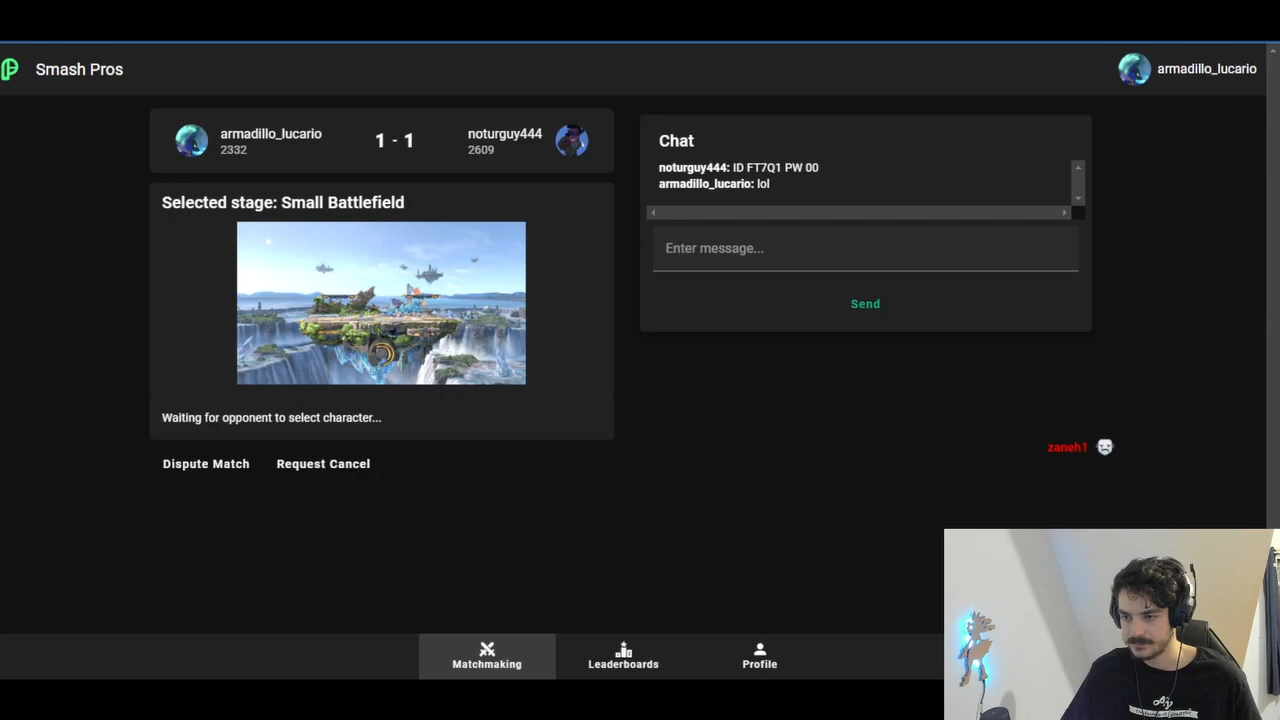 Smash Pros
armadillo_lucario
armadillo_lucario
2332
1 - 1
noturguy444
2609
Selected stage: Small Battlefield
Waiting for opponent to select character...
Dispute Match
Request Cancel
Chat
noturguy444: ID FT7Q1 PW 00
armadillo_lucario: lol
Enter message...
Send
zaneh1
Matchmaking
Leaderboards
Profile